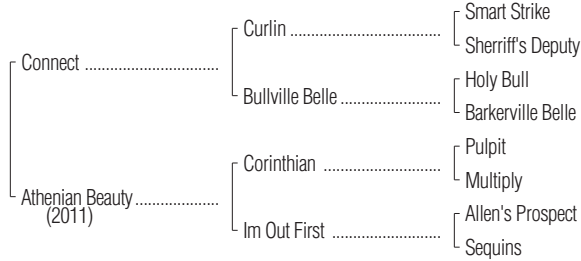 Smart Strike
Curlin ....................
Sherriff's Deputy
Connect ..................................
Holy Bull
Bullville Belle .........................
Barkerville Belle
Pulpit
Corinthian ..........................
Multiply
Athenian Beauty.....................
(2011)
Allen's Prospect
Im Out First ...........................
Sequins